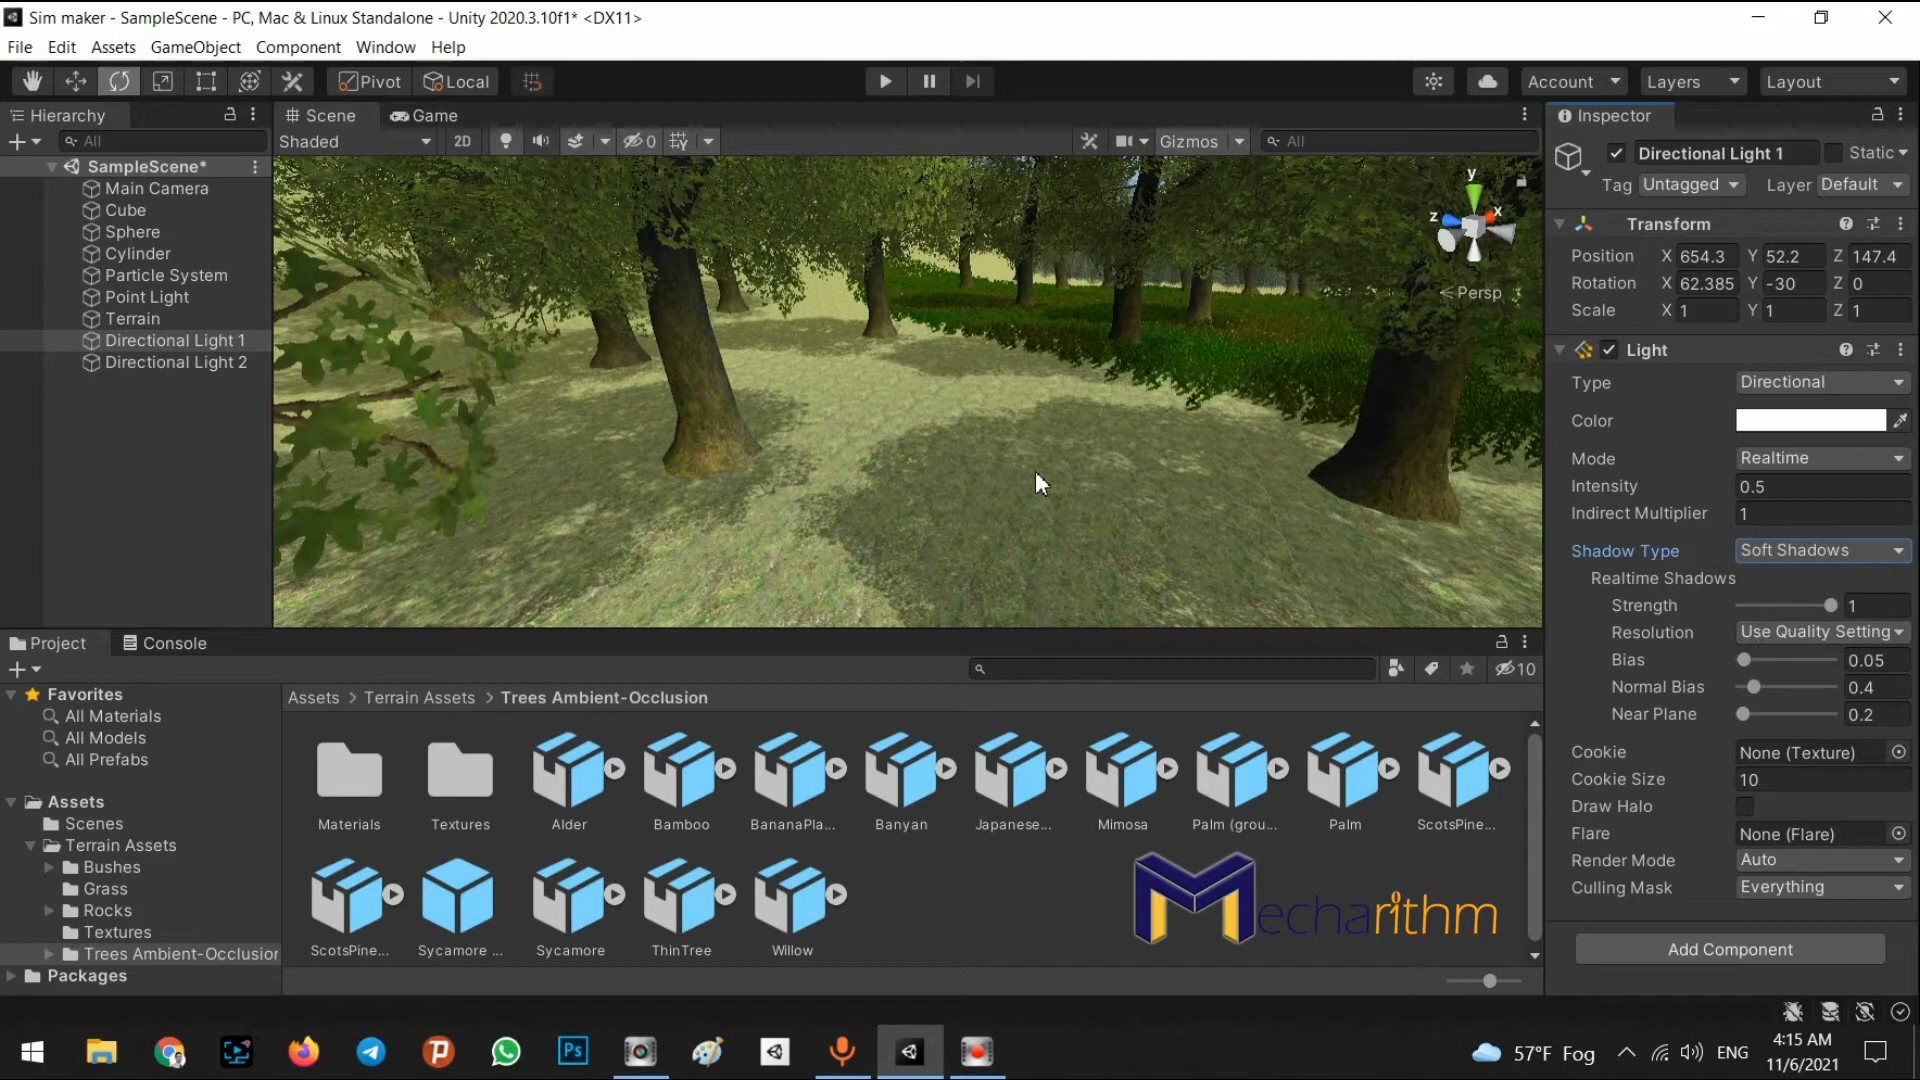 Sim maker - SampleScene - PC, Mac & Linux Standalone - Unity 2020.3.10f1* <DX11>
File Edit Assets GameObject Component Window Help
Pivot Local Account Layers Layout
Hierarchy
All
SampleScene*
Main Camera
Cube
Sphere
Cylinder
Particle System
Point Light
Terrain
Directional Light 1
Directional Light 2
Scene Game
Shaded 2D 0 Gizmos All
y
z x
Persp
Inspector
Directional Light 1 Static
Tag Untagged Layer Default
Transform
Position X 654.3 Y 52.2 Z 147.4
Rotation X 62.385 Y -30 Z 0
Scale X 1 Y 1 Z 1
Light
Type Directional
Color
Mode Realtime
Intensity 0.5
Indirect Multiplier 1
Shadow Type Soft Shadows
Realtime Shadows
Strength 1
Resolution Use Quality Setting
Bias 0.05
Normal Bias 0.4
Near Plane 0.2
Cookie None (Texture)
Cookie Size 10
Draw Halo
Flare None (Flare)
Render Mode Auto
Culling Mask Everything
Add Component
Project Console
10
Favorites
All Materials
All Models
All Prefabs
Assets
Scenes
Terrain Assets
Bushes
Grass
Rocks
Textures
Trees Ambient-Occlusion
Packages
Assets > Terrain Assets > Trees Ambient-Occlusion
Materials Textures Alder Bamboo BananaPla... Banyan Japanese... Mimosa Palm (grou... Palm ScotsPine...
ScotsPine... Sycamore ... Sycamore ThinTree Willow
Mecharithm
Ps
57°F Fog ENG
4:15 AM
11/6/2021